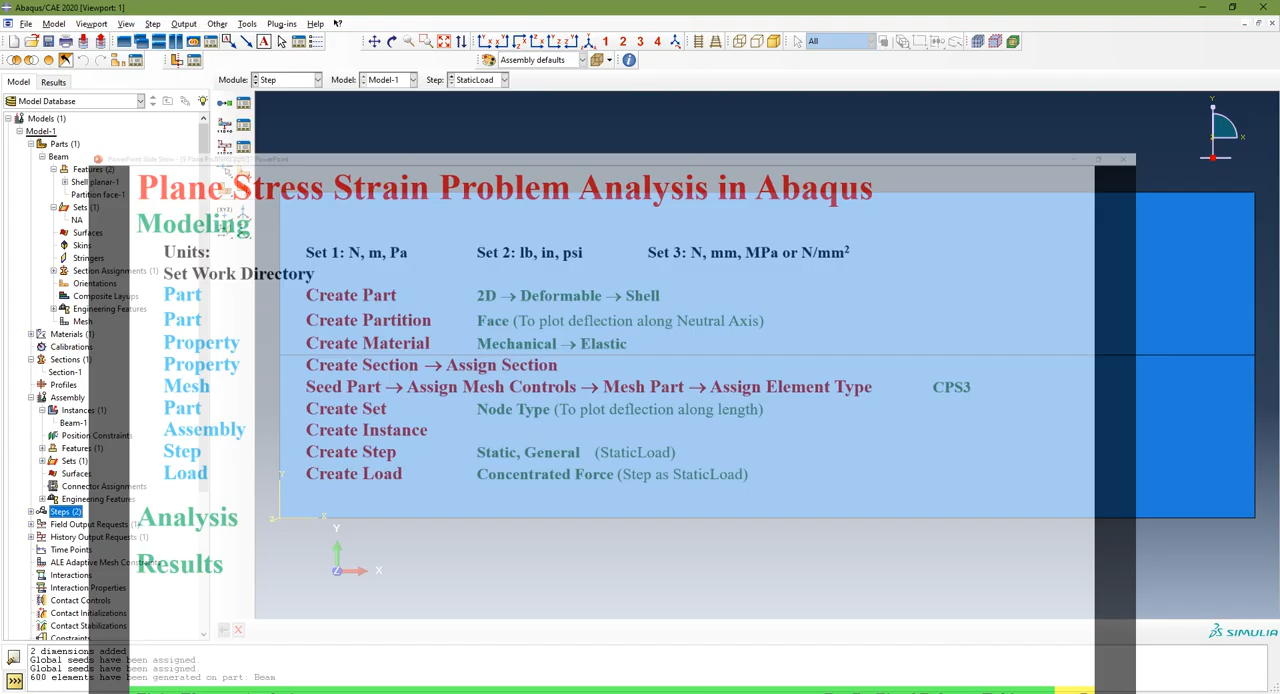 Abaqus/CAE 2020 [Viewport: 1]
File Model Viewport View Step Output Other Tools Plug-ins Help
A 1 2 3 4 All
Assembly defaults
Model Results Module: Step Model: Model-1 Step: StaticLoad
Model Database
Models (1)
Model-1
Parts (1)
Beam
Features (2)
Shell planar-1
Partition face-1
Sets (1)
NA
Surfaces
Skins
Stringers
Section Assignments (1)
Orientations
Composite Layups
Engineering Features
Mesh
Materials (1)
Calibrations
Sections (1)
Section-1
Profiles
Assembly
Instances (1)
Beam-1
Position Constraints
Features (1)
Sets (1)
Surfaces
Connector Assignments
Engineering Features
Steps (2)
Field Output Requests (1)
History Output Requests (1)
Time Points
ALE Adaptive Mesh Constraints
Interactions
Interaction Properties
Contact Controls
Contact Initializations
Contact Stabilizations
Constraints
Plane Stress Strain Problem Analysis in Abaqus
Modeling
Units: Set 1: N, m, Pa Set 2: lb, in, psi Set 3: N, mm, MPa or N/mm²
Set Work Directory
Part Create Part 2D → Deformable → Shell
Part Create Partition Face (To plot deflection along Neutral Axis)
Property Create Material Mechanical → Elastic
Property Create Section → Assign Section
Mesh Seed Part → Assign Mesh Controls → Mesh Part → Assign Element Type CPS3
Part Create Set Node Type (To plot deflection along length)
Assembly Create Instance
Step Create Step Static, General (StaticLoad)
Load Create Load Concentrated Force (Step as StaticLoad)
Analysis
Results
Y
X
Z
Y
X
Z
SIMULIA
2 dimensions added
Global seeds have been assigned.
Global seeds have been assigned.
600 elements have been generated on part: Beam